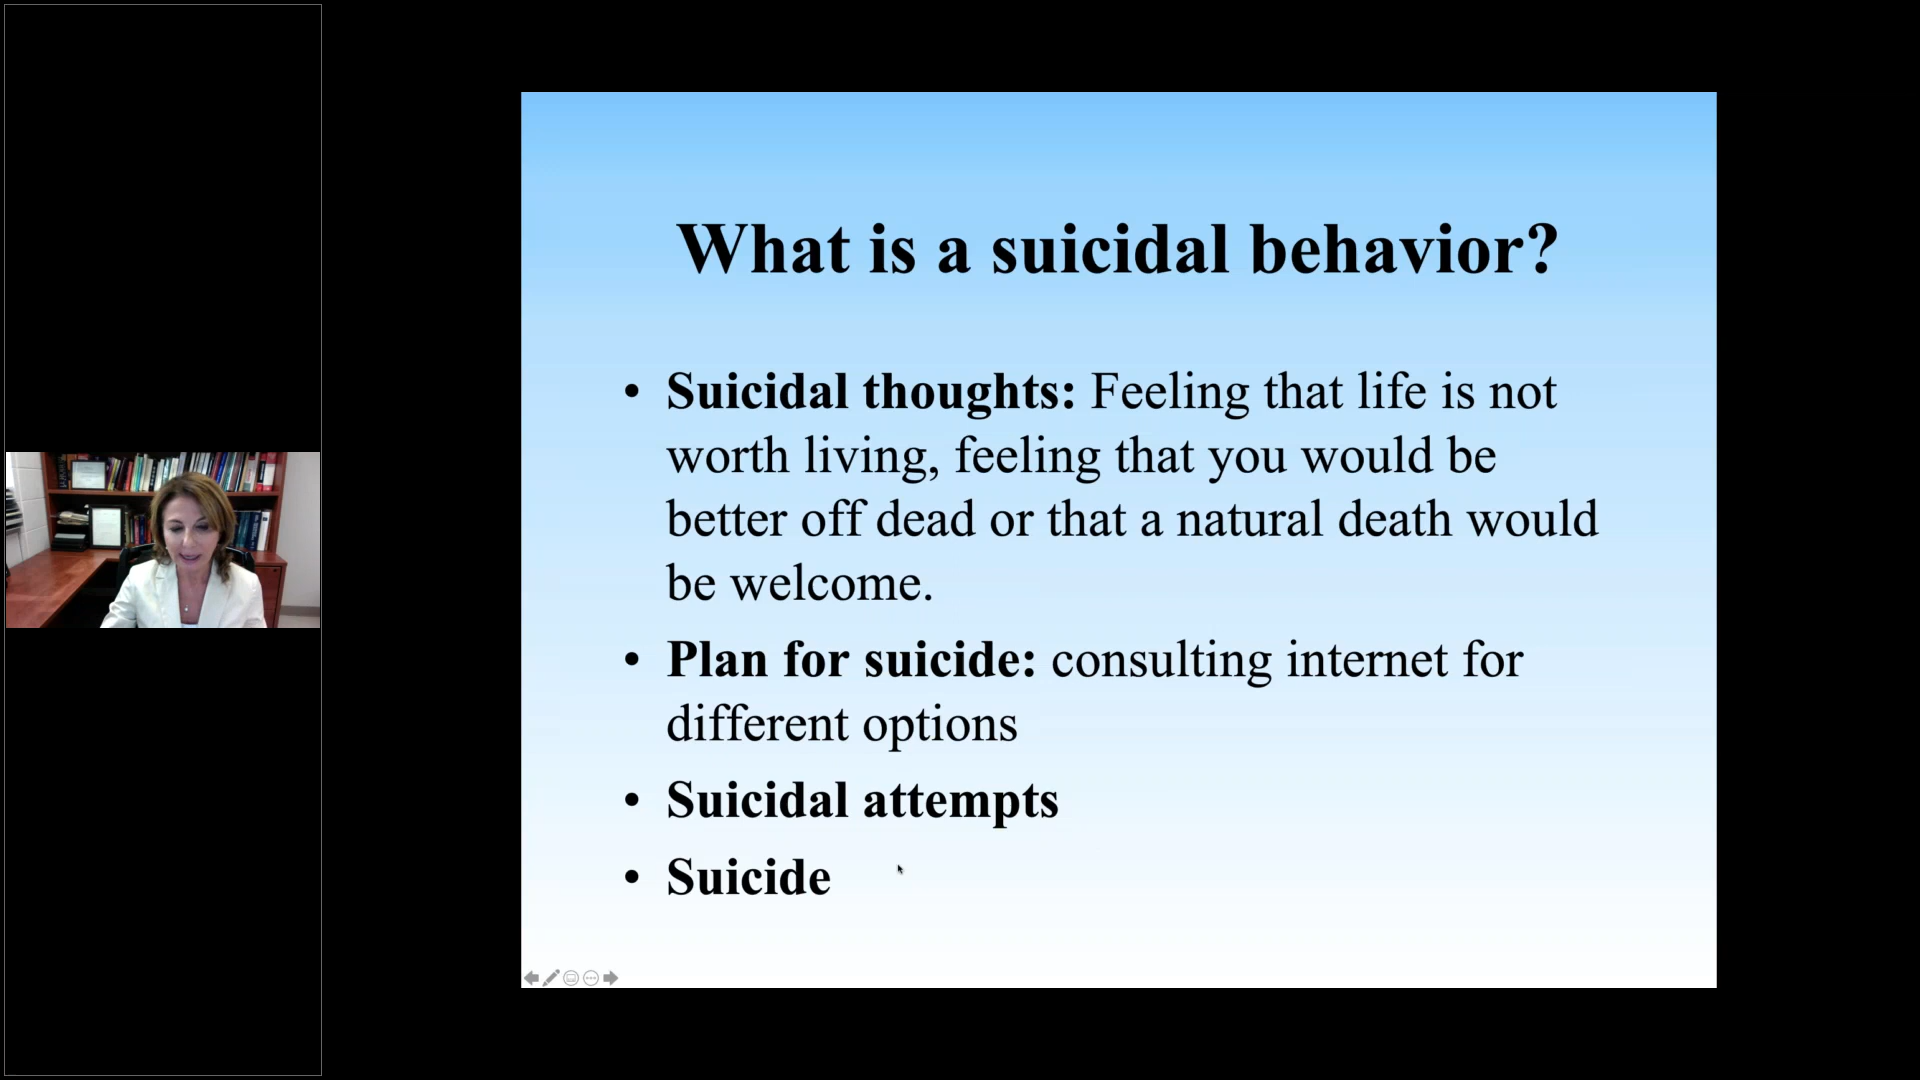 What is a suicidal behavior?
• Suicidal thoughts: Feeling that life is not
worth living, feeling that you would be
better off dead or that a natural death would
be welcome.
• Plan for suicide: consulting internet for
different options
• Suicidal attempts
• Suicide